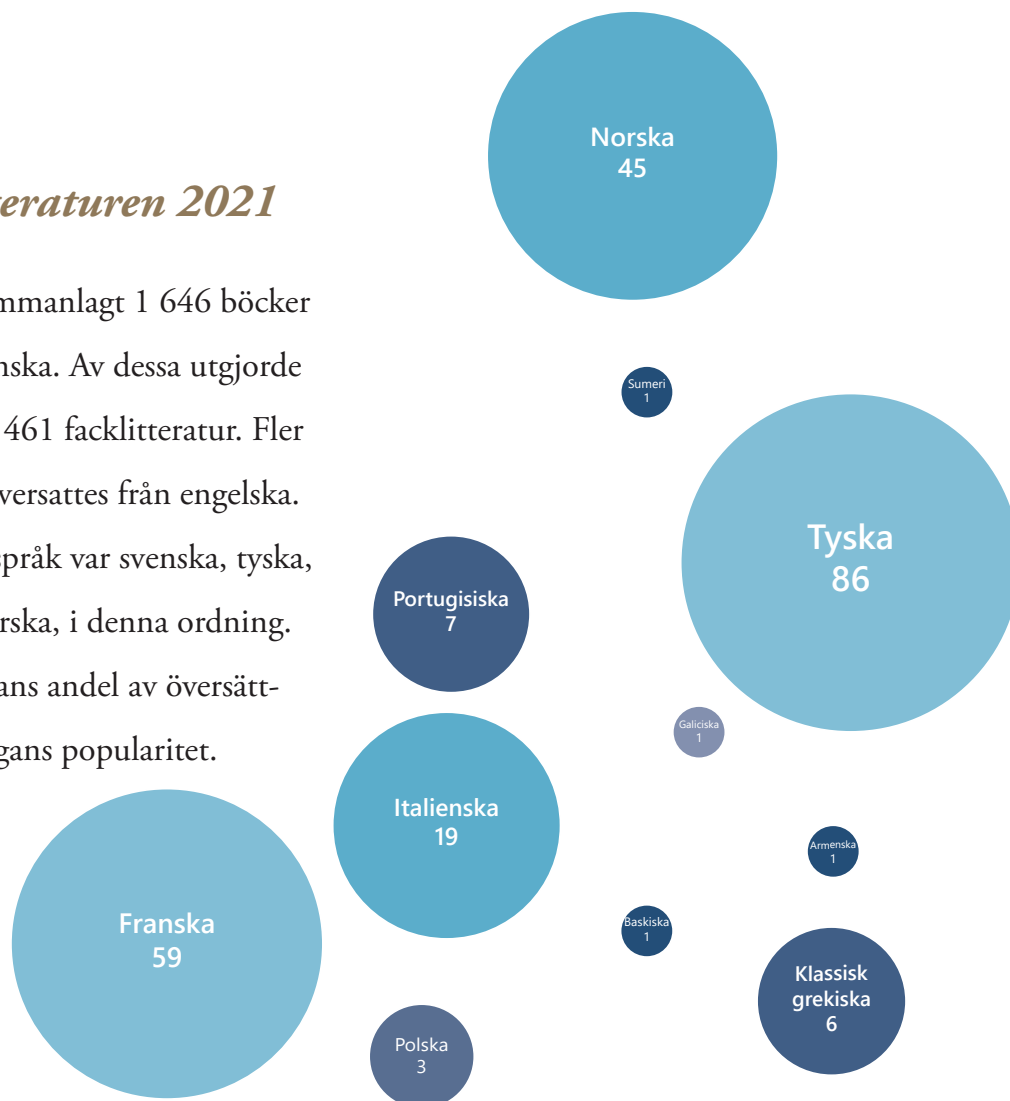 eraturen 2021
nmanlagt 1 646 böcker
nska. Av dessa utgjorde
461 facklitteratur. Fler
versattes från engelska.
språk var svenska, tyska,
rska, i denna ordning.
ans andel av översätt-
gans popularitet.
Norska
45
Sumeri
1
Tyska
86
Portugisiska
7
Galiciska
1
Italienska
19
Armenska
1
Franska
59
Baskiska
1
Klassisk
grekiska
6
Polska
3